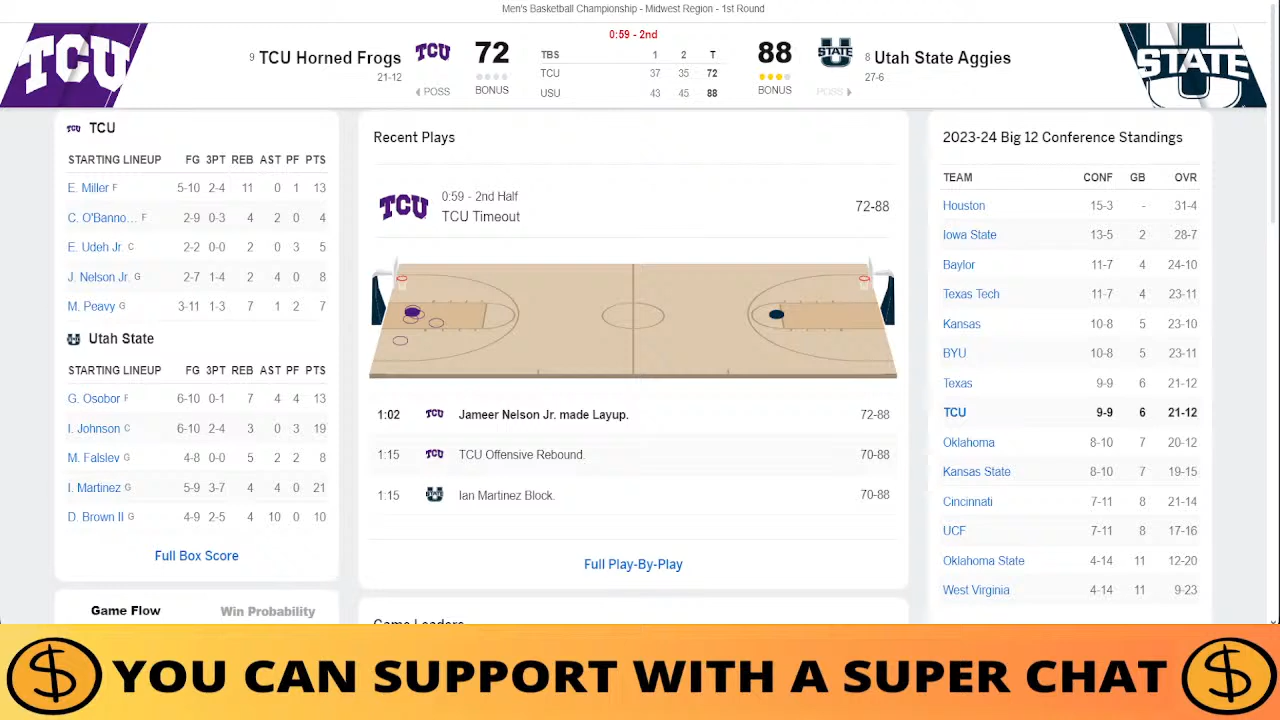 Men's Basketball Championship - Midwest Region - 1st Round
TCU
9 TCU Horned Frogs
21-12
TCU
POSS
72
BONUS
0:59 - 2nd
TBS 1 2 T
TCU 37 35 72
USU 43 45 88
88
BONUS
STATE
POSS
8 Utah State Aggies
27-6
STATE
TCU TCU
STARTING LINEUP FG 3PT REB AST PF PTS
E. Miller F 5-10 2-4 11 0 1 13
C. O'Banno... F 2-9 0-3 4 2 0 4
E. Udeh Jr. C 2-2 0-0 2 0 3 5
J. Nelson Jr. G 2-7 1-4 2 4 0 8
M. Peavy G 3-11 1-3 7 1 2 7
Utah State
STARTING LINEUP FG 3PT REB AST PF PTS
G. Osobor F 6-10 0-1 7 4 4 13
I. Johnson C 6-10 2-4 3 0 3 19
M. Falslev G 4-8 0-0 5 2 2 8
I. Martinez G 5-9 3-7 4 4 0 21
D. Brown II G 4-9 2-5 4 10 0 10
Full Box Score
Game Flow Win Probability
Recent Plays
TCU
0:59 - 2nd Half
TCU Timeout
72-88
1:02 TCU Jameer Nelson Jr. made Layup. 72-88
1:15 TCU TCU Offensive Rebound. 70-88
1:15 STATE Ian Martinez Block. 70-88
Full Play-By-Play
Game Leaders
2023-24 Big 12 Conference Standings
TEAM CONF GB OVR
Houston 15-3 - 31-4
Iowa State 13-5 2 28-7
Baylor 11-7 4 24-10
Texas Tech 11-7 4 23-11
Kansas 10-8 5 23-10
BYU 10-8 5 23-11
Texas 9-9 6 21-12
TCU 9-9 6 21-12
Oklahoma 8-10 7 20-12
Kansas State 8-10 7 19-15
Cincinnati 7-11 8 21-14
UCF 7-11 8 17-16
Oklahoma State 4-14 11 12-20
West Virginia 4-14 11 9-23
$ YOU CAN SUPPORT WITH A SUPER CHAT $